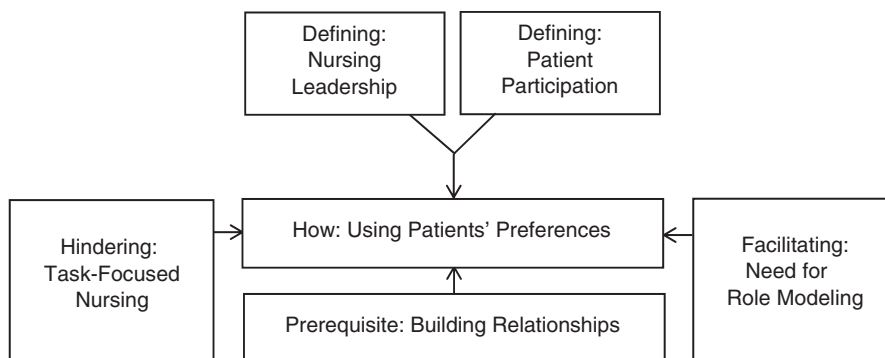 Defining:
Nursing
Leadership
Defining:
Patient
Participation
Hindering:
Task-Focused
Nursing
How: Using Patients’ Preferences
Facilitating:
Need for
Role Modeling
Prerequisite: Building Relationships